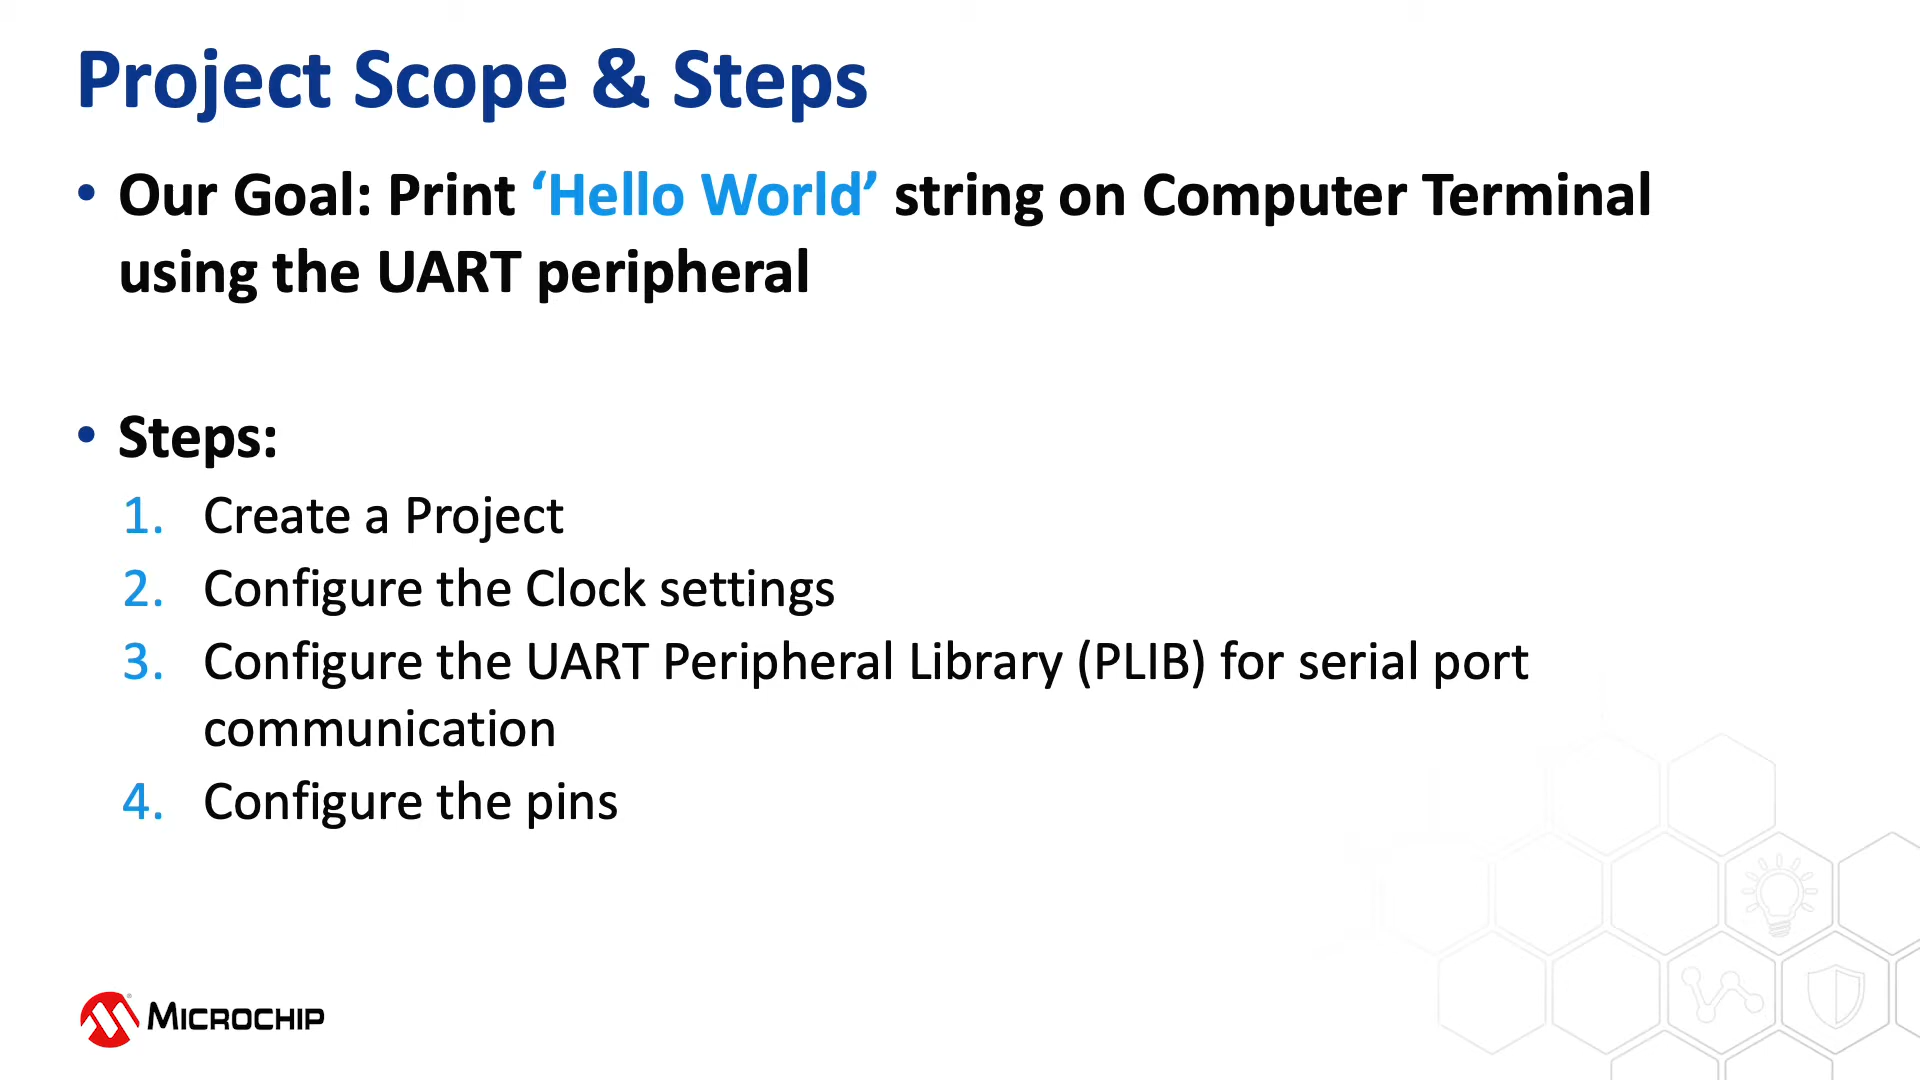 Project Scope & Steps
• Our Goal: Print ‘Hello World’ string on Computer Terminal
using the UART peripheral
• Steps:
1. Create a Project
2. Configure the Clock settings
3. Configure the UART Peripheral Library (PLIB) for serial port
communication
4. Configure the pins
MICROCHIP